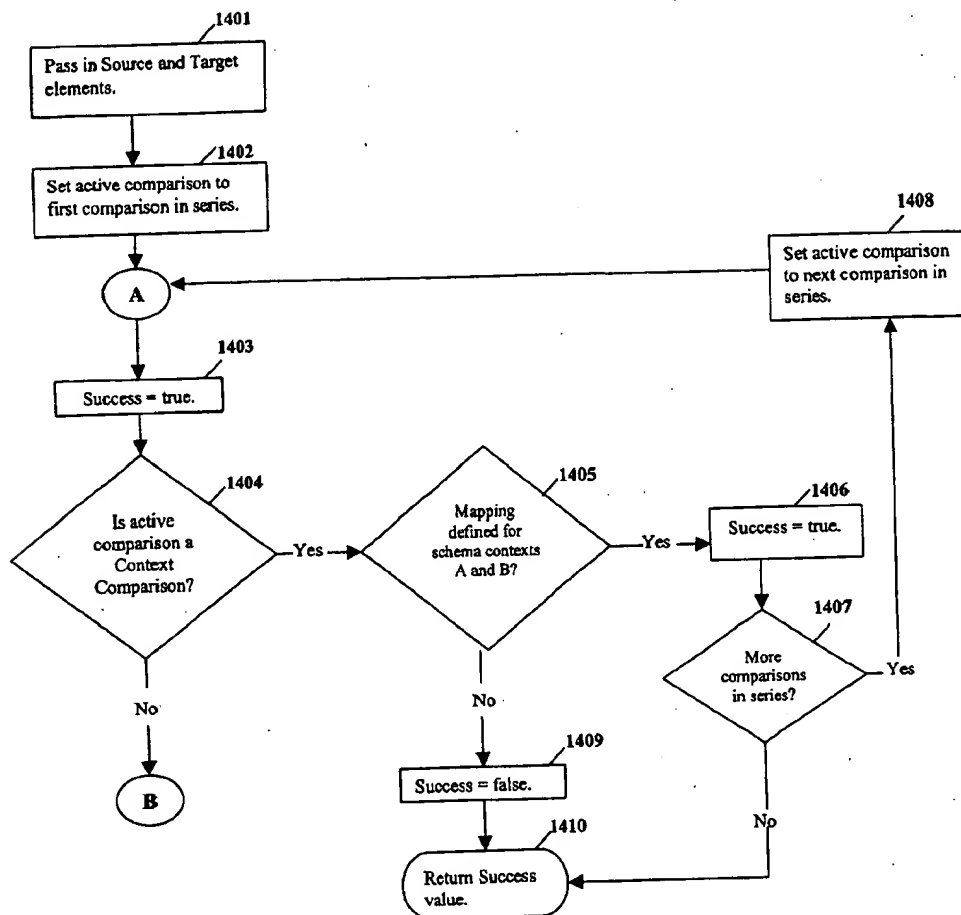 1401
Pass in Source and Target
elements.
1402
Set active comparison to
first comparison in series.
1408
Set active comparison
to next comparison in
series.
A
1403
Success = true.
1404
Is active
comparison a
Context
Comparison?
Yes
1405
Mapping
defined for
schema contexts
A and B?
Yes
1406
Success = true.
1407
More
comparisons
in series?
Yes
No
B
No
1409
Success = false.
No
1410
Return Success
value.